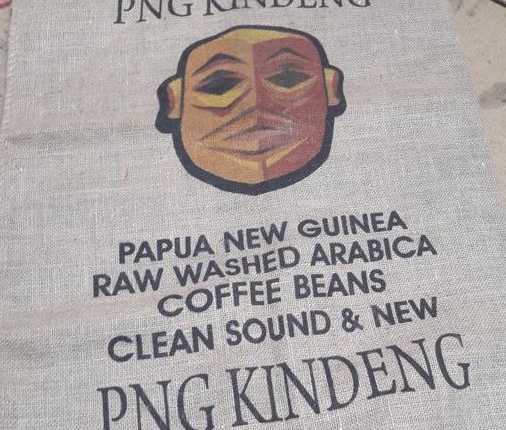 PNG KINDENG
PAPUA NEW GUINEA
RAW WASHED ARABICA
COFFEE BEANS
CLEAN SOUND & NEW
PNG KINDENG